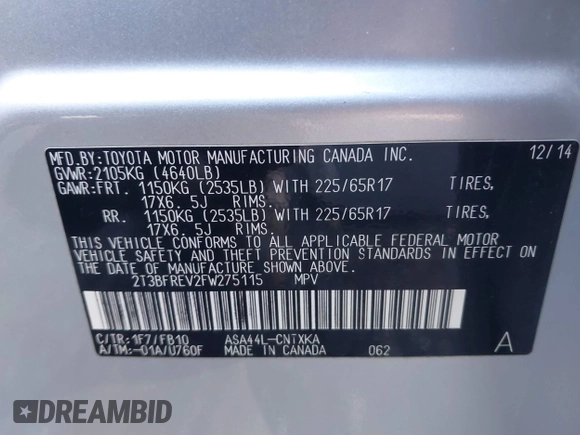 MFD.BY:TOYOTA MOTOR MANUFACTURING CANADA INC. 12/14
GVWR:2105KG (4640LB)
GAWR:FRT. 1150KG (2535LB) WITH 225/65R17 TIRES,
17X6. 5J RIMS.
RR. 1150KG (2535LB) WITH 225/65R17 TIRES,
17X6. 5J RIMS.
THIS VEHICLE CONFORMS TO ALL APPLICABLE FEDERAL MOTOR
VEHICLE SAFETY AND THEFT PREVENTION STANDARDS IN EFFECT ON
THE DATE OF MANUFACTURE SHOWN ABOVE.
2T3BFREV2FW275115 MPV
C/TR:1F7/FB10 ASA44L-CNTXKA
A/TM:-01A/U760F MADE IN CANADA 062 A
DREAMBID